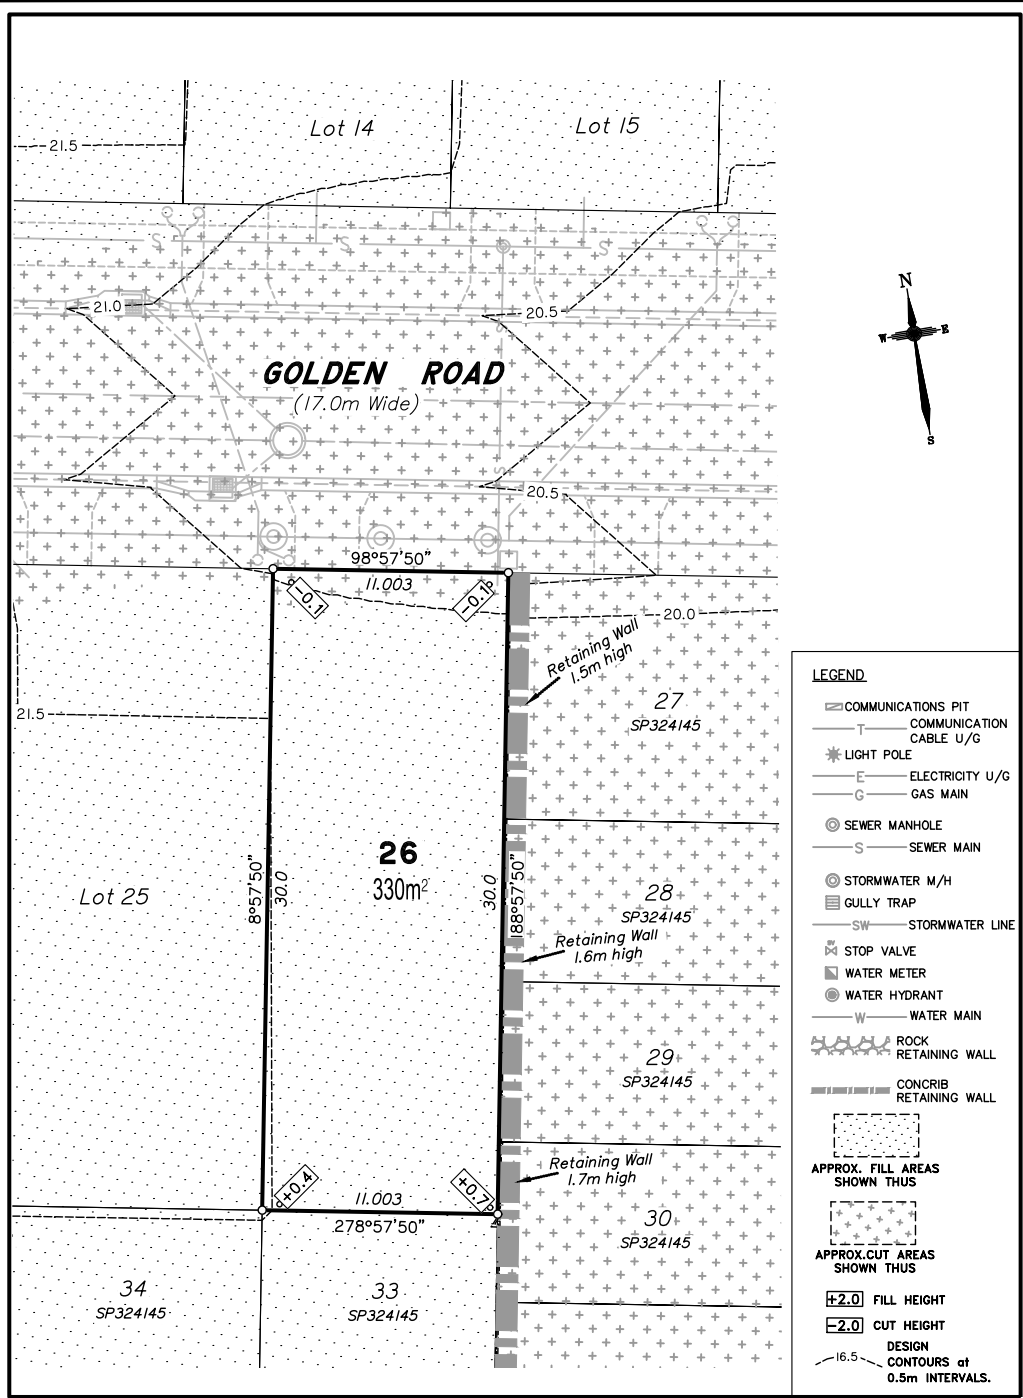 Lot 14
Lot 15
21.5
S
S
S
N
W
E
S
21.0
20.5
GOLDEN ROAD
(17.0m Wide)
S
S
20.5
98°57'50"
11.003
-0.1
-0.1
20.0
Retaining Wall
1.5m high
27
SP324145
21.5
26
330m²
8°57'50"
30.0
30.0
188°57'50"
Lot 25
28
SP324145
Retaining Wall
1.6m high
29
SP324145
Retaining Wall
1.7m high
+0.4
+0.7
11.003
278°57'50"
30
SP324145
34
SP324145
33
SP324145
LEGEND
COMMUNICATIONS PIT
T COMMUNICATION
CABLE U/G
LIGHT POLE
E ELECTRICITY U/G
G GAS MAIN
SEWER MANHOLE
S SEWER MAIN
STORMWATER M/H
GULLY TRAP
SW STORMWATER LINE
SV STOP VALVE
WATER METER
WATER HYDRANT
W WATER MAIN
ROCK
RETAINING WALL
CONCRIB
RETAINING WALL
APPROX. FILL AREAS
SHOWN THUS
APPROX.CUT AREAS
SHOWN THUS
+2.0 FILL HEIGHT
-2.0 CUT HEIGHT
16.5
DESIGN
CONTOURS at
0.5m INTERVALS.